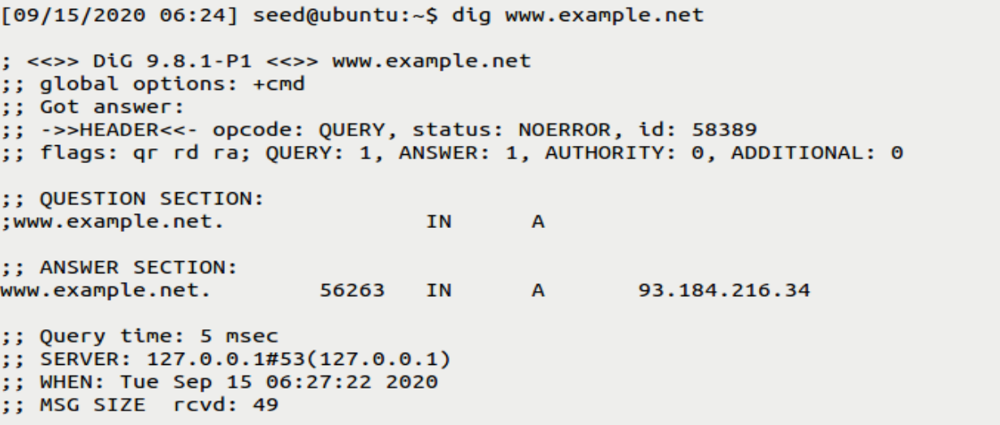 [09/15/2020 06:24] seed@ubuntu:~$ dig www.example.net
; <<>> DiG 9.8.1-P1 <<>> www.example.net
;; global options: +cmd
;; Got answer:
;; ->>HEADER<<- opcode: QUERY, status: NOERROR, id: 58389
;; flags: qr rd ra; QUERY: 1, ANSWER: 1, AUTHORITY: 0, ADDITIONAL: 0
;; QUESTION SECTION:
;www.example.net. IN A
;; ANSWER SECTION:
www.example.net. 56263 IN A 93.184.216.34
;; Query time: 5 msec
;; SERVER: 127.0.0.1#53(127.0.0.1)
;; WHEN: Tue Sep 15 06:27:22 2020
;; MSG SIZE rcvd: 49